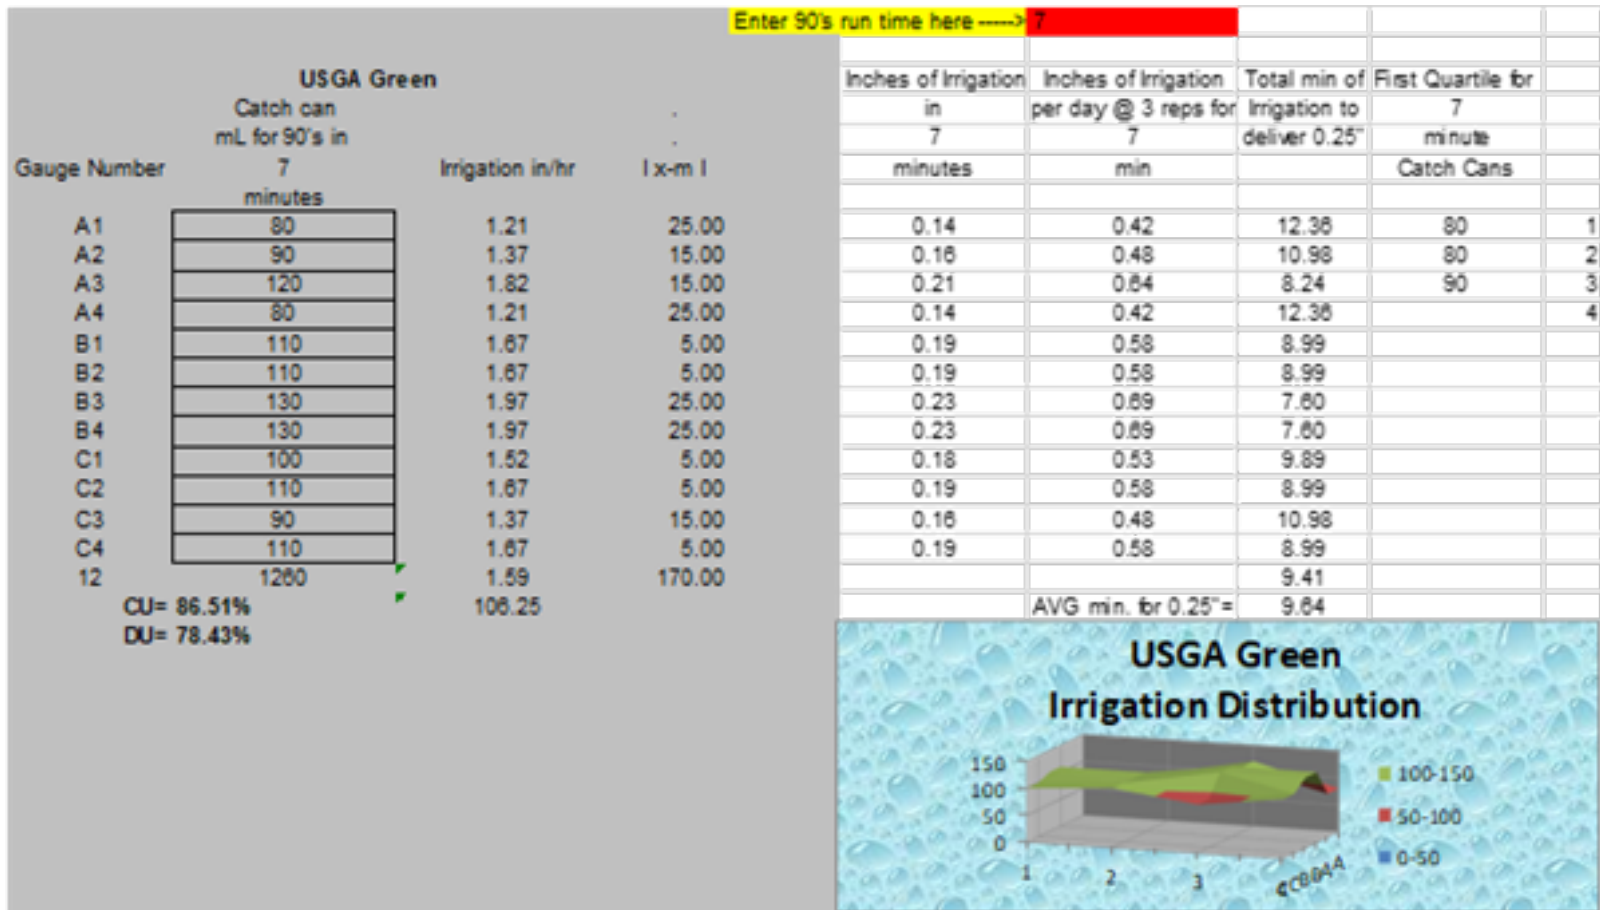 Enter 90's run time here -----> 7
USGA Green Inches of Irrigation Inches of Irrigation Total min of First Quartile for
Catch can . in per day @ 3 reps for Irrigation to 7
mL for 90's in . 7 7 deliver 0.25" minute
Gauge Number 7 Irrigation in/hr l x-m l minutes min Catch Cans
minutes
A1 80 1.21 25.00 0.14 0.42 12.36 80 1
A2 90 1.37 15.00 0.16 0.48 10.98 80 2
A3 120 1.82 15.00 0.21 0.64 8.24 90 3
A4 80 1.21 25.00 0.14 0.42 12.36 4
B1 110 1.67 5.00 0.19 0.58 8.99
B2 110 1.67 5.00 0.19 0.58 8.99
B3 130 1.97 25.00 0.23 0.69 7.60
B4 130 1.97 25.00 0.23 0.69 7.60
C1 100 1.52 5.00 0.18 0.53 9.89
C2 110 1.67 5.00 0.19 0.58 8.99
C3 90 1.37 15.00 0.16 0.48 10.98
C4 110 1.67 5.00 0.19 0.58 8.99
12 1260 1.59 170.00 9.41
CU= 86.51% 106.25 AVG min. for 0.25"= 9.64
DU= 78.43%
USGA Green
Irrigation Distribution
150
100
50
0
1 2 3
100-150
50-100
0-50